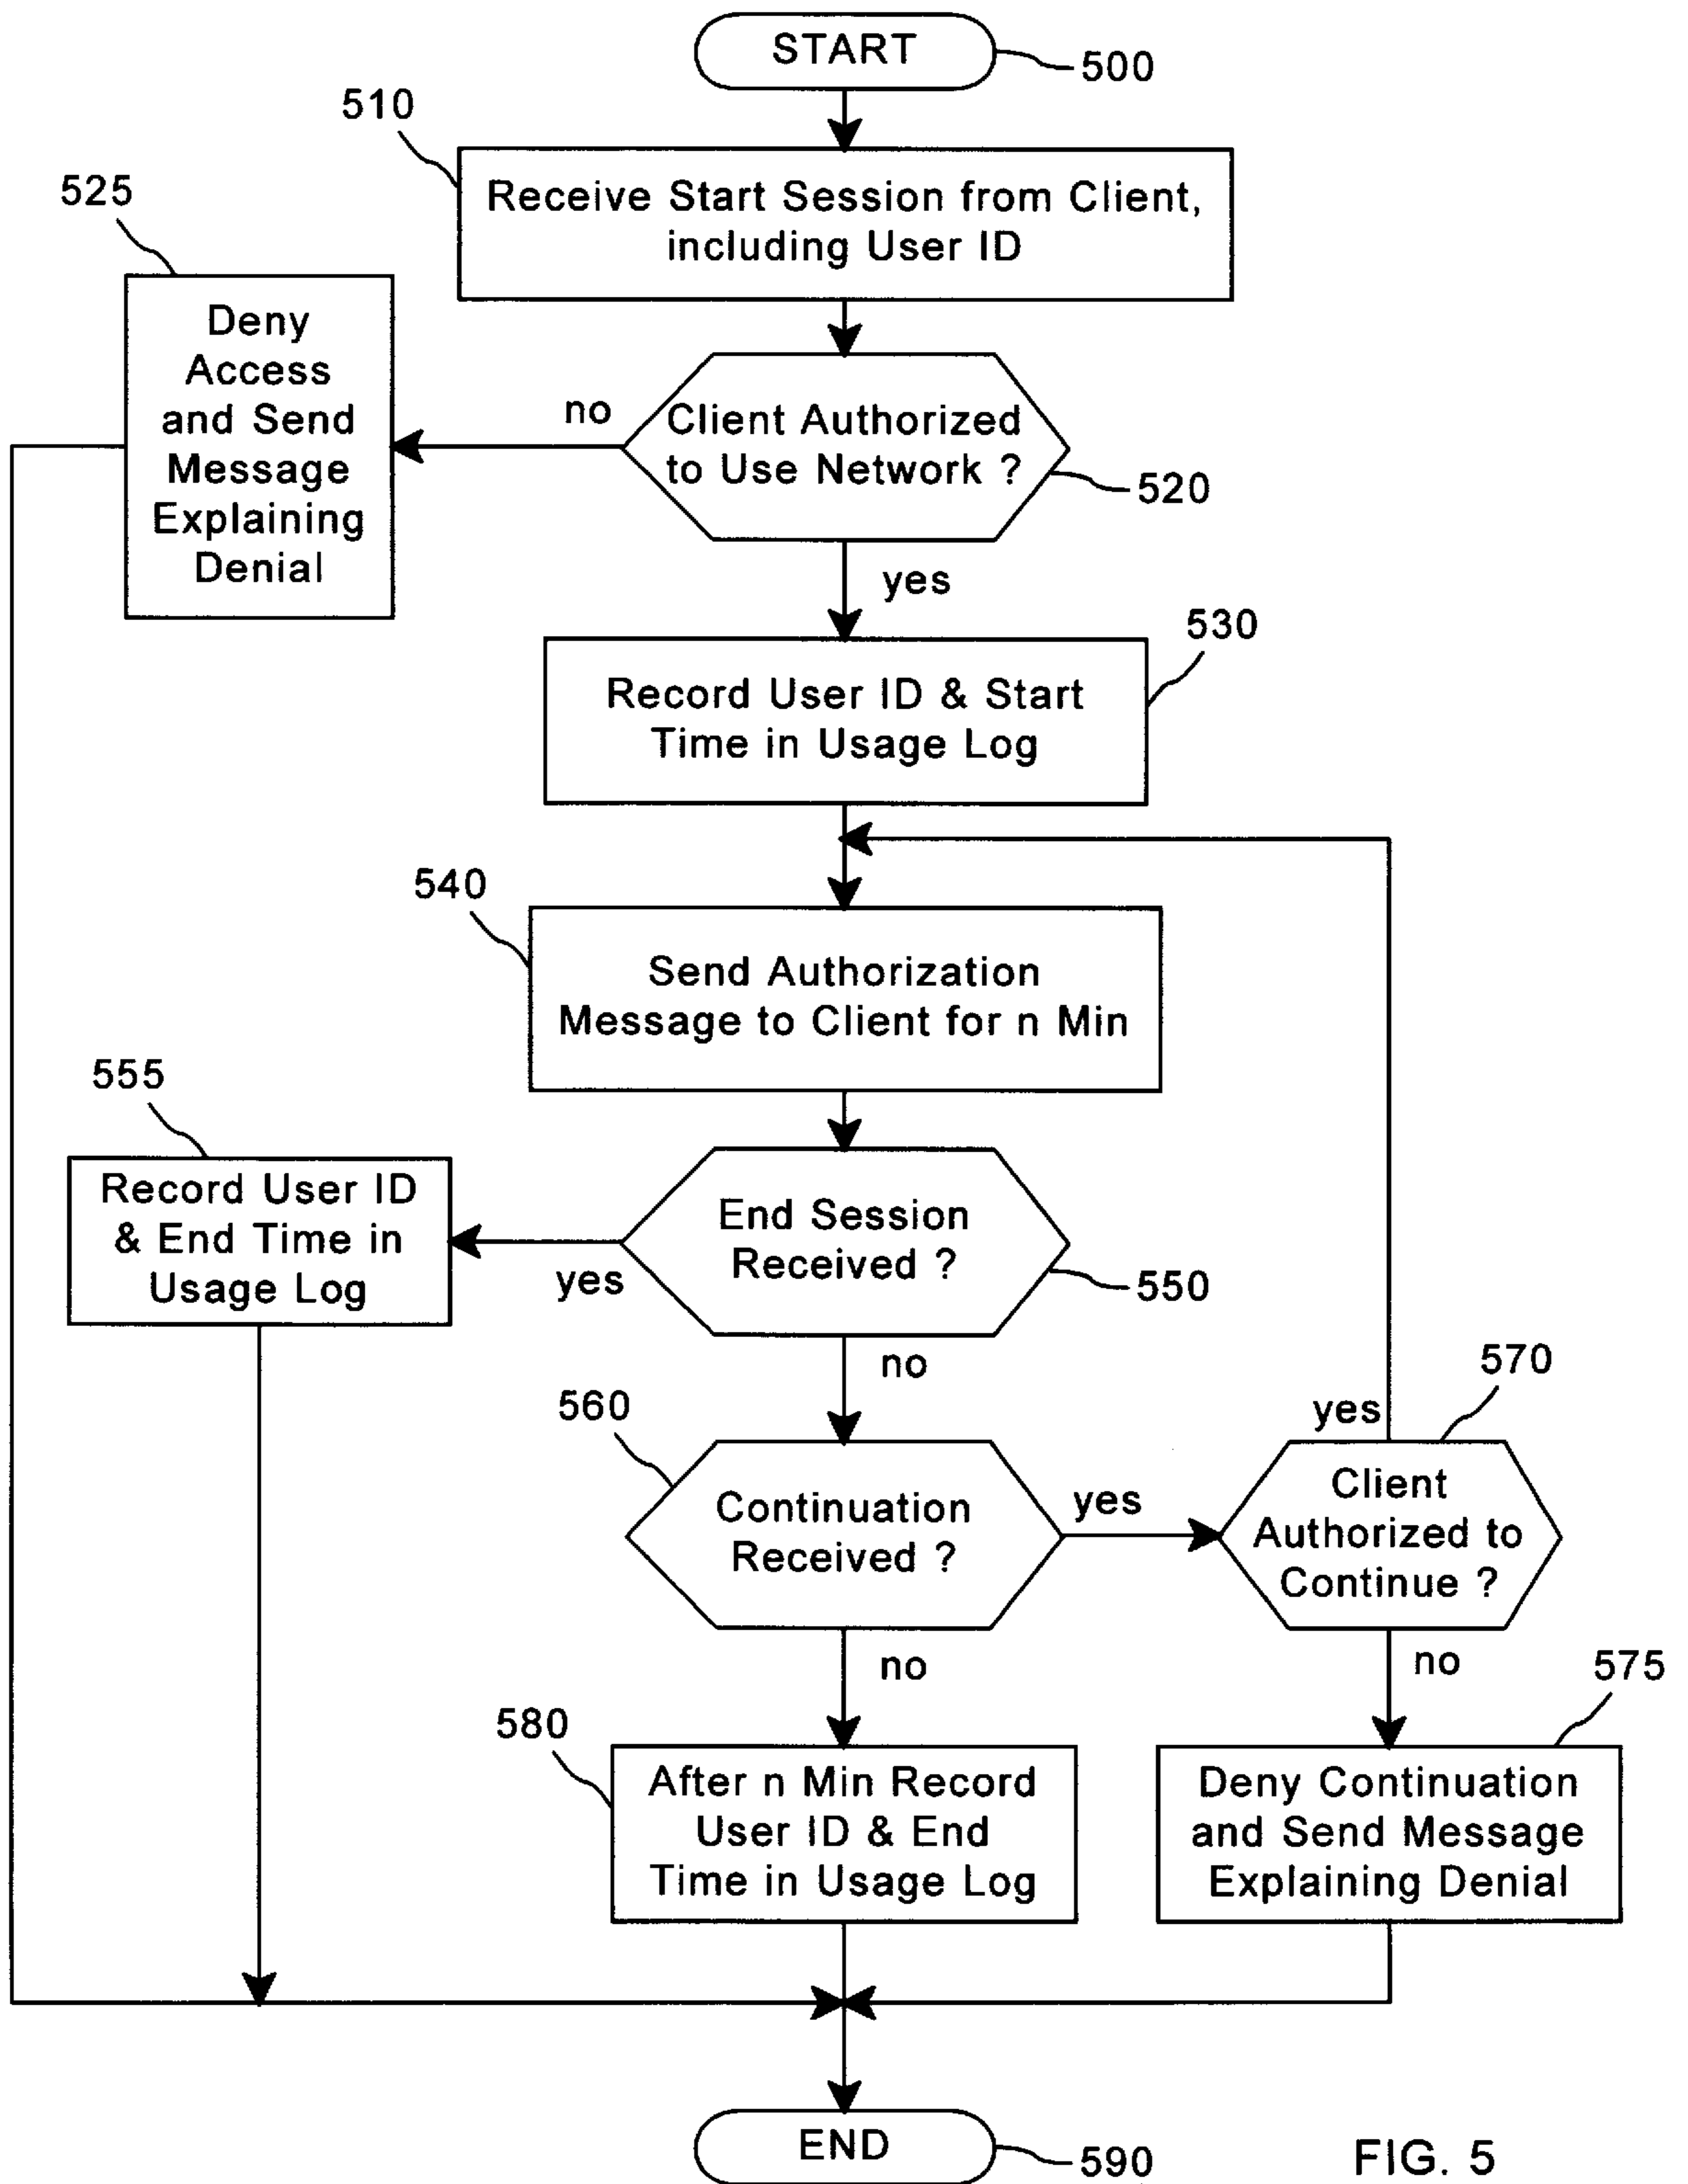 START
500
510
Receive Start Session from Client,
including User ID
525
Deny
Access
and Send
Message
Explaining
Denial
no
Client Authorized
to Use Network ?
520
yes
530
Record User ID & Start
Time in Usage Log
540
Send Authorization
Message to Client for n Min
555
Record User ID
& End Time in
Usage Log
yes
End Session
Received ?
550
no
560
Continuation
Received ?
yes
570
yes
Client
Authorized to
Continue ?
no
no
575
580
After n Min Record
User ID & End
Time in Usage Log
Deny Continuation
and Send Message
Explaining Denial
END
590
FIG. 5